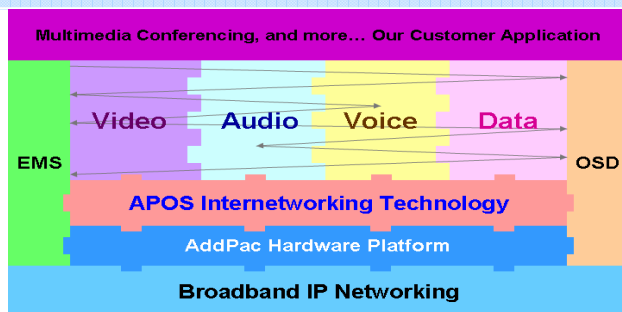 Multimedia Conferencing, and more... Our Customer Application
Video Audio Voice Data
EMS OSD
APOS Internetworking Technology
AddPac Hardware Platform
Broadband IP Networking